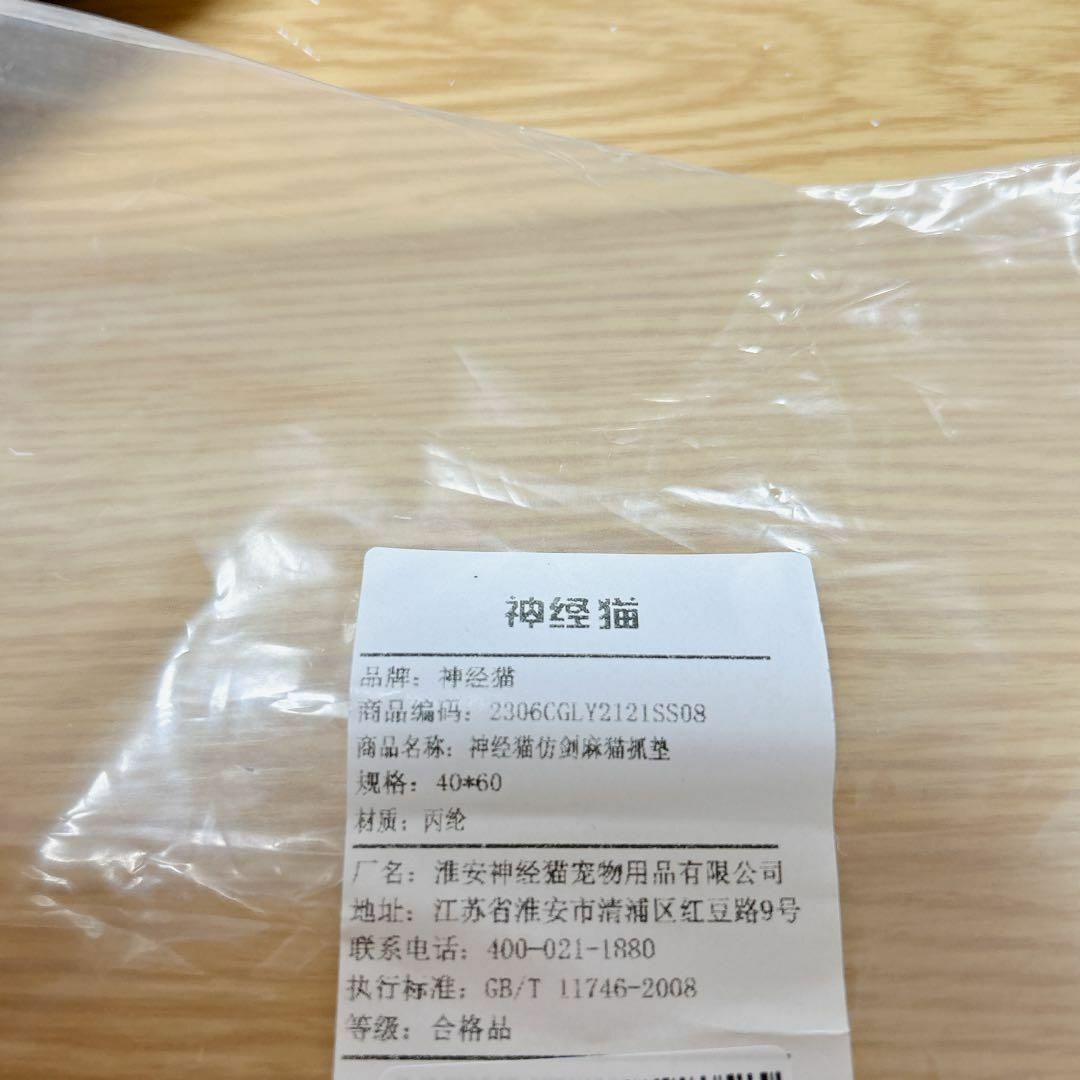 神经猫
品牌：神经猫
商品编码：2306CGLY2121SS08
商品名称：神经猫仿剑麻猫抓垫
规格：40*60
材质：丙纶
厂名：淮安神经猫宠物用品有限公司
地址：江苏省淮安市清浦区红豆路9号
联系电话：400-021-1880
执行标准：GB/T 11746-2008
等级：合格品